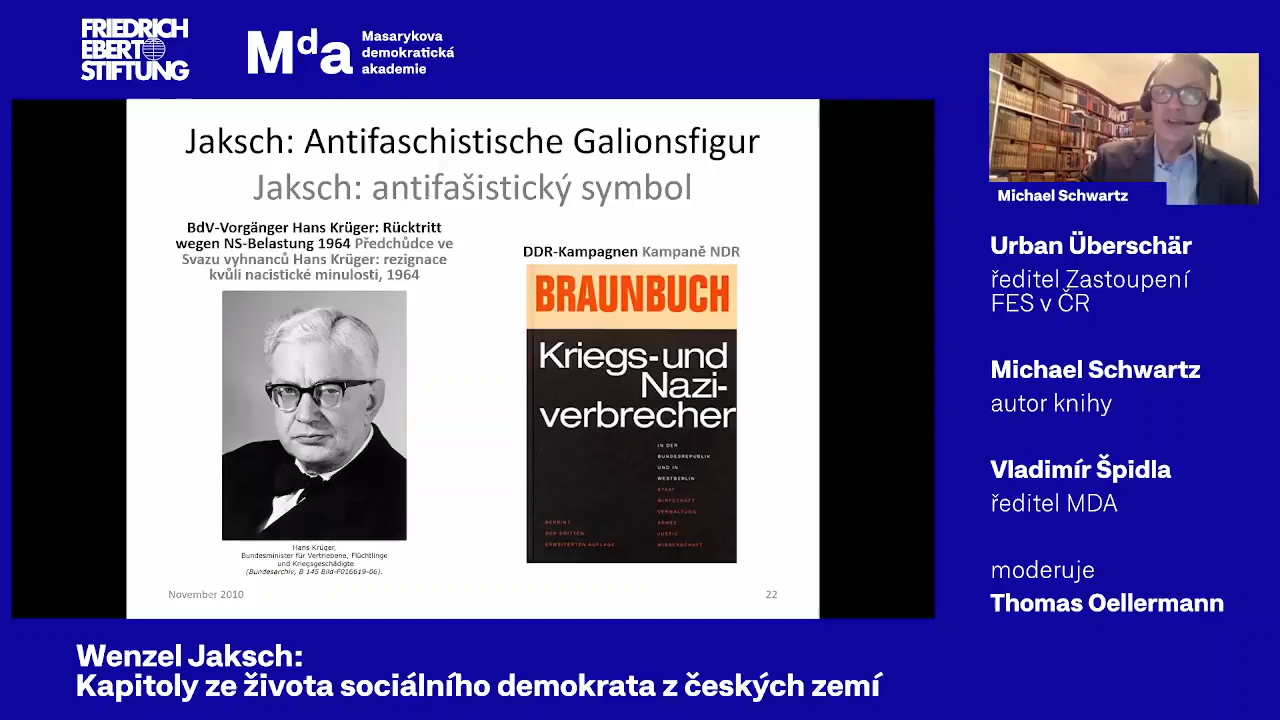 FRIEDRICH
EBERT
STIFTUNG
Mda
Masarykova
demokratická
akademie
Jaksch: Antifaschistische Galionsfigur
Jaksch: antifašistický symbol
BdV-Vorgänger Hans Krüger: Rücktritt
wegen NS-Belastung 1964 Předchůdce ve
Svazu vyhnanců Hans Krüger: rezignace
kvůli nacistické minulosti, 1964
Hans Krüger,
Bundesminister für Vertriebene, Flüchtlinge
und Kriegsgeschädigte
(Bundesarchiv, B 145 Bild-F016619-06).
DDR-Kampagnen Kampaně NDR
BRAUNBUCH
Kriegs-und
Nazi-
verbrecher
IN DER
BUNDESREPUBLIK
UND IN
WESTBERLIN
STAAT
WIRTSCHAFT
VERWALTUNG
ARMEE
JUSTIZ
WISSENSCHAFT
REPRINT
DER DRITTEN,
ERWEITERTEN AUFLAGE
November 2010
22
Michael Schwartz
Urban Überschär
ředitel Zastoupení
FES v ČR
Michael Schwartz
autor knihy
Vladimír Špidla
ředitel MDA
moderuje
Thomas Oellermann
Wenzel Jaksch:
Kapitoly ze života sociálního demokrata z českých zemí